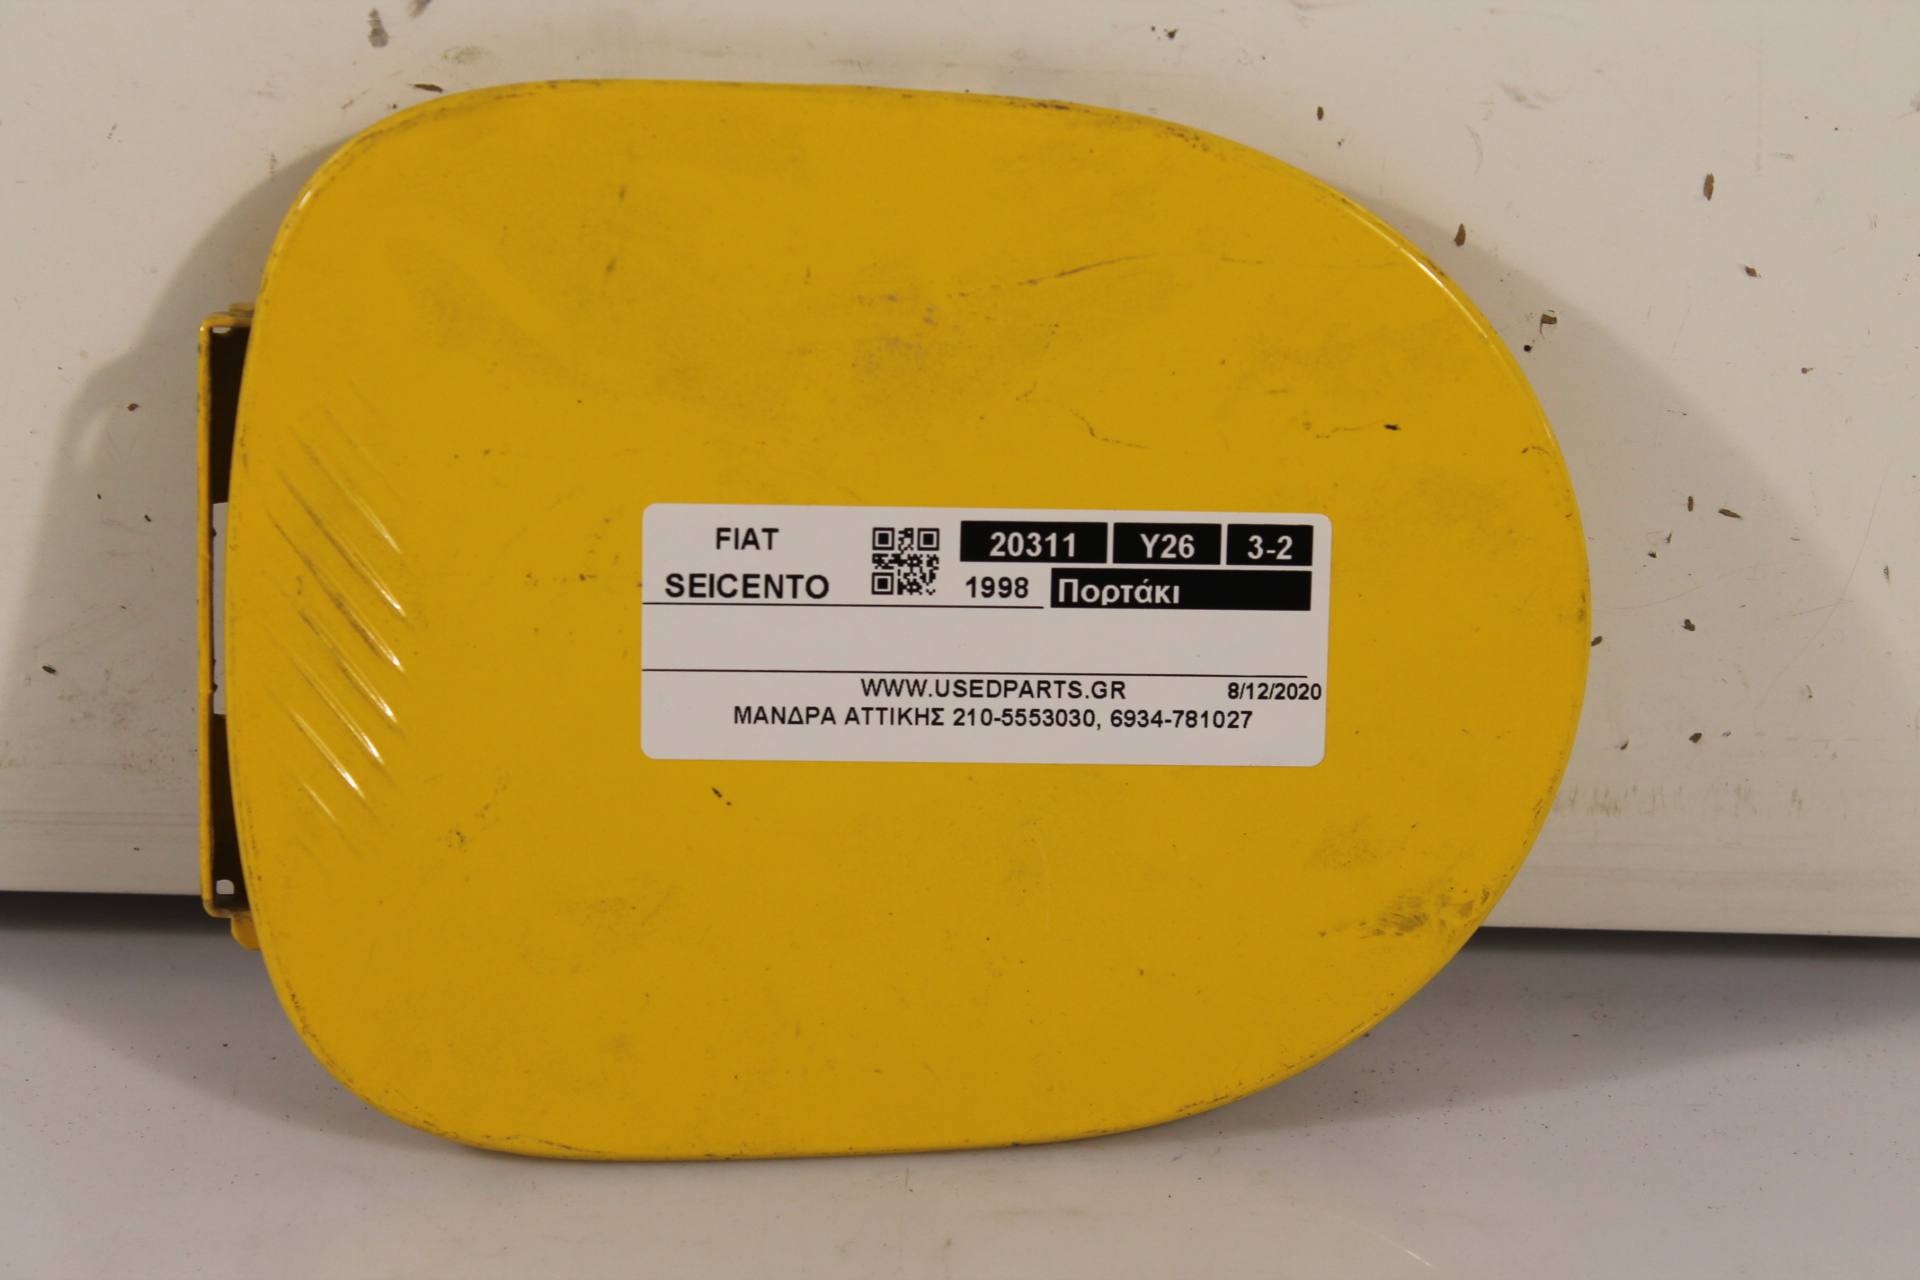 FIAT 20311 Y26 3-2
SEICENTO 1998 Πορτάκι
WWW.USEDPARTS.GR 8/12/2020
ΜΑΝΔΡΑ ΑΤΤΙΚΗΣ 210-5553030, 6934-781027